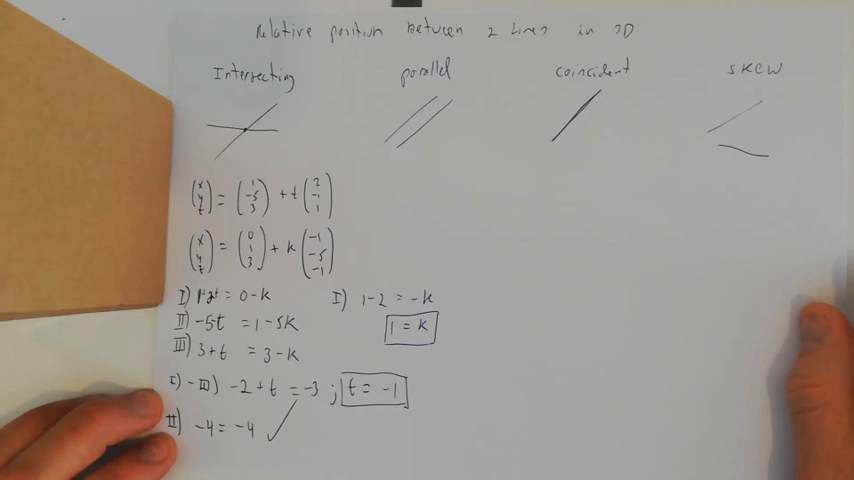 Relative position between 2 lines in 3D
Intersecting parallel coincident skew
(x y z) = (1 -5 3) + t (2 -1 1)
(x y z) = (0 1 3) + k (-1 -5 -1)
I) 1+2t = 0-k I) 1-2 = -k
II) -5t = 1-5k 1 = k
III) 3+t = 3-k
I)-III) -2+t = -3 ; t = -1
II) -4 = -4 ✓